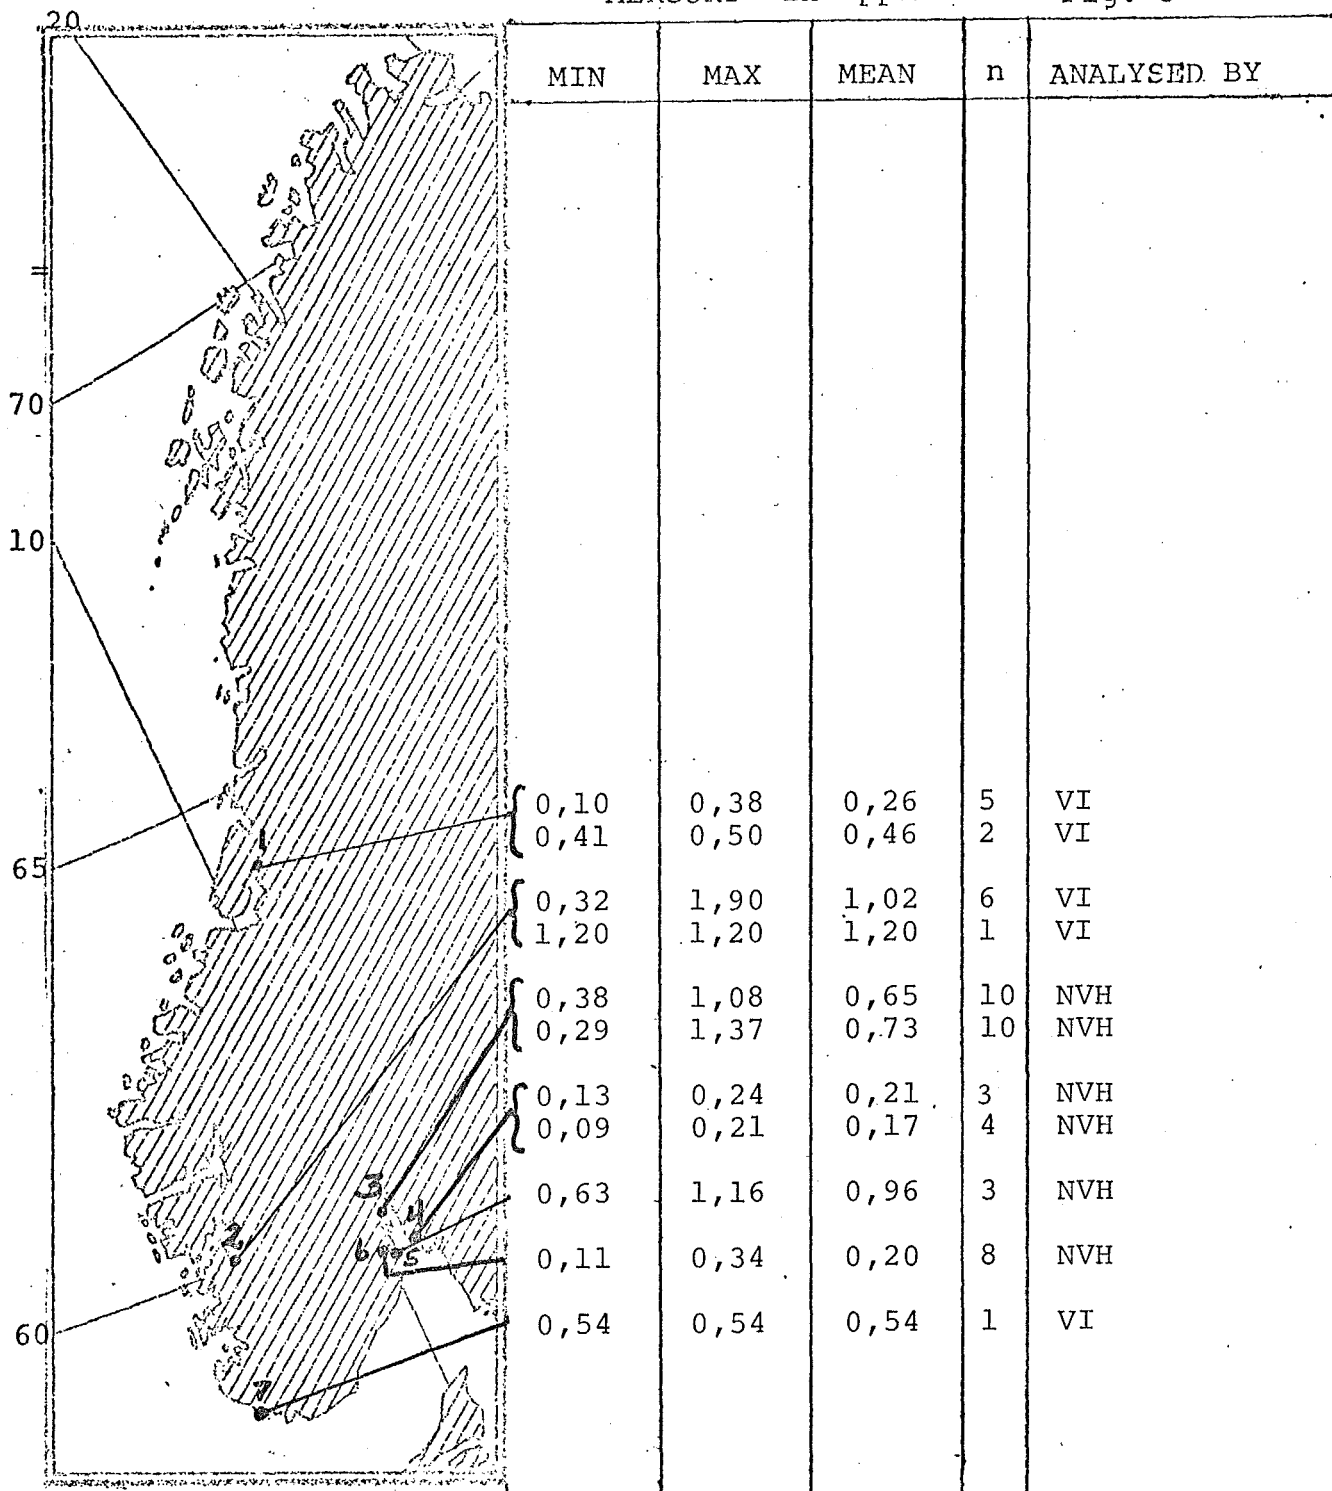 20
MIN MAX MEAN n ANALYSED BY
70
10
65
60
1
2
3
4
5
6
7
0,10 0,38 0,26 5 VI
0,41 0,50 0,46 2 VI
0,32 1,90 1,02 6 VI
1,20 1,20 1,20 1 VI
0,38 1,08 0,65 10 NVH
0,29 1,37 0,73 10 NVH
0,13 0,24 0,21 3 NVH
0,09 0,21 0,17 4 NVH
0,63 1,16 0,96 3 NVH
0,11 0,34 0,20 8 NVH
0,54 0,54 0,54 1 VI